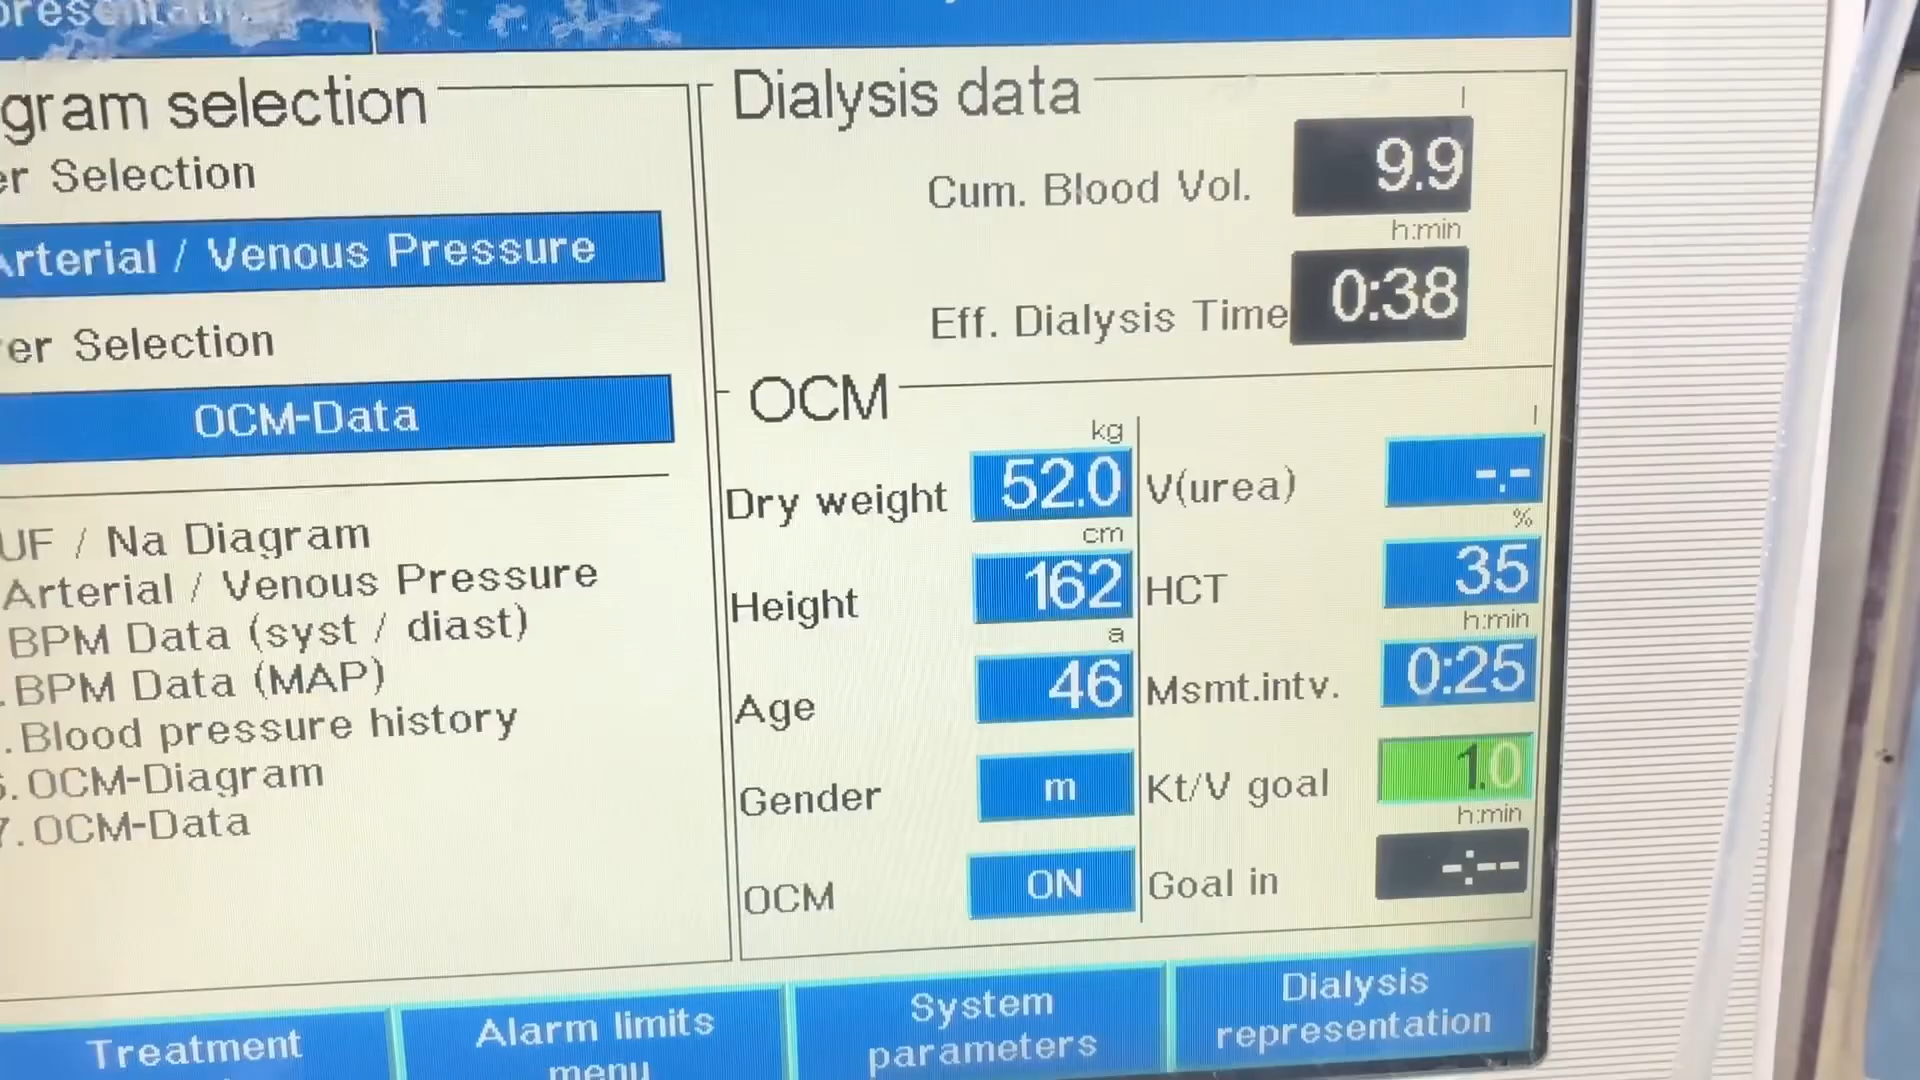 gram selection
er Selection
Arterial / Venous Pressure
er Selection
OCM-Data
UF / Na Diagram
Arterial / Venous Pressure
BPM Data (syst / diast)
.BPM Data (MAP)
.Blood pressure history
6.OCM-Diagram
7.OCM-Data
Dialysis data
l
Cum. Blood Vol. 9.9
h:min
Eff. Dialysis Time 0:38
OCM
kg
Dry weight 52.0
cm
Height 162
a
Age 46
Gender m
OCM ON
l
V(urea) -.-
%
HCT 35
h:min
Msmt.intv. 0:25
Kt/V goal 1.0
h:min
Goal in -:--
Treatment
Alarm limits
menu
System
parameters
Dialysis
representation